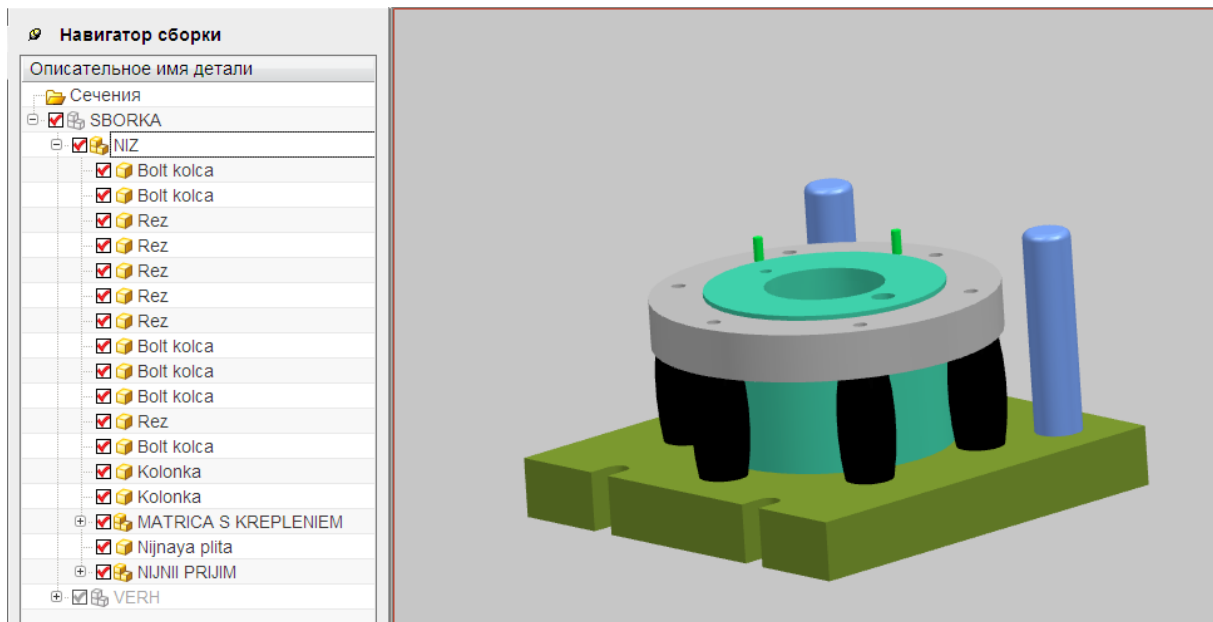 Навигатор сборки
Описательное имя детали
Сечения
SBORKA
NIZ
Bolt kolca
Bolt kolca
Rez
Rez
Rez
Rez
Rez
Bolt kolca
Bolt kolca
Bolt kolca
Rez
Bolt kolca
Kolonka
Kolonka
MATRICA S KREPLENIEM
Nijnaya plita
NIJNII PRIJIM
VERH